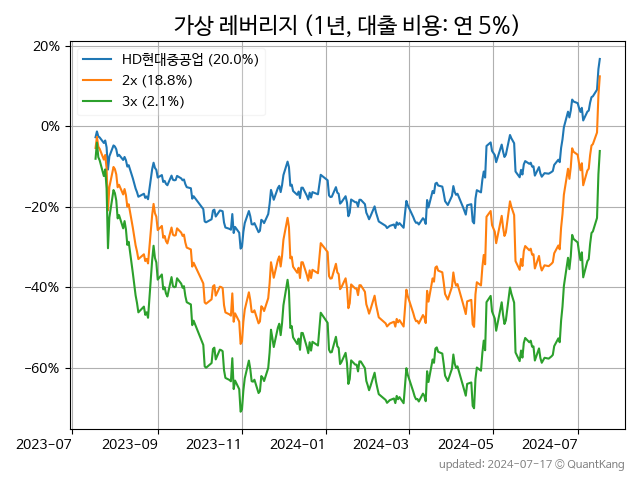 가상 레버리지 (1년, 대출 비용: 연 5%)
HD현대중공업 (20.0%)
2x (18.8%)
3x (2.1%)
20%
0%
−20%
−40%
−60%
2023-07 2023-09 2023-11 2024-01 2024-03 2024-05 2024-07
updated: 2024-07-17 © QuantKang